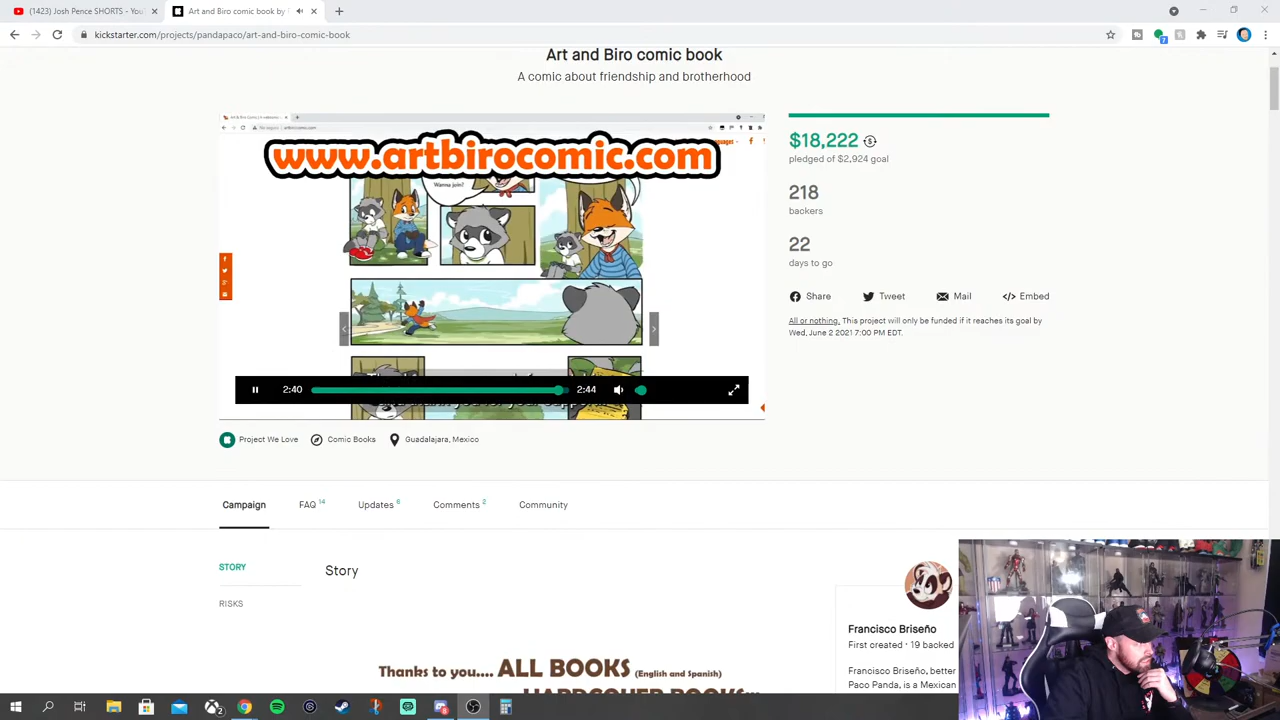 (1423) Josh Pence SHORTS - You
Art and Biro comic book by F
kickstarter.com/projects/pandapaco/art-and-biro-comic-book
Art and Biro comic book
A comic about friendship and brotherhood
www.artbirocomic.com
Wanna join?
2:40
2:44
$18,222
pledged of $2,924 goal
218
backers
22
days to go
Share
Tweet
Mail
Embed
All or nothing. This project will only be funded if it reaches its goal by
Wed, June 2 2021 7:00 PM EDT.
Project We Love
Comic Books
Guadalajara, Mexico
Campaign
FAQ 14
Updates 6
Comments 2
Community
STORY
RISKS
Story
Thanks to you.... ALL BOOKS (English and Spanish)
HARDCOVER BOOKS
Francisco Briseño
First created · 19 backed
Francisco Briseño, better
Paco Panda, is a Mexican